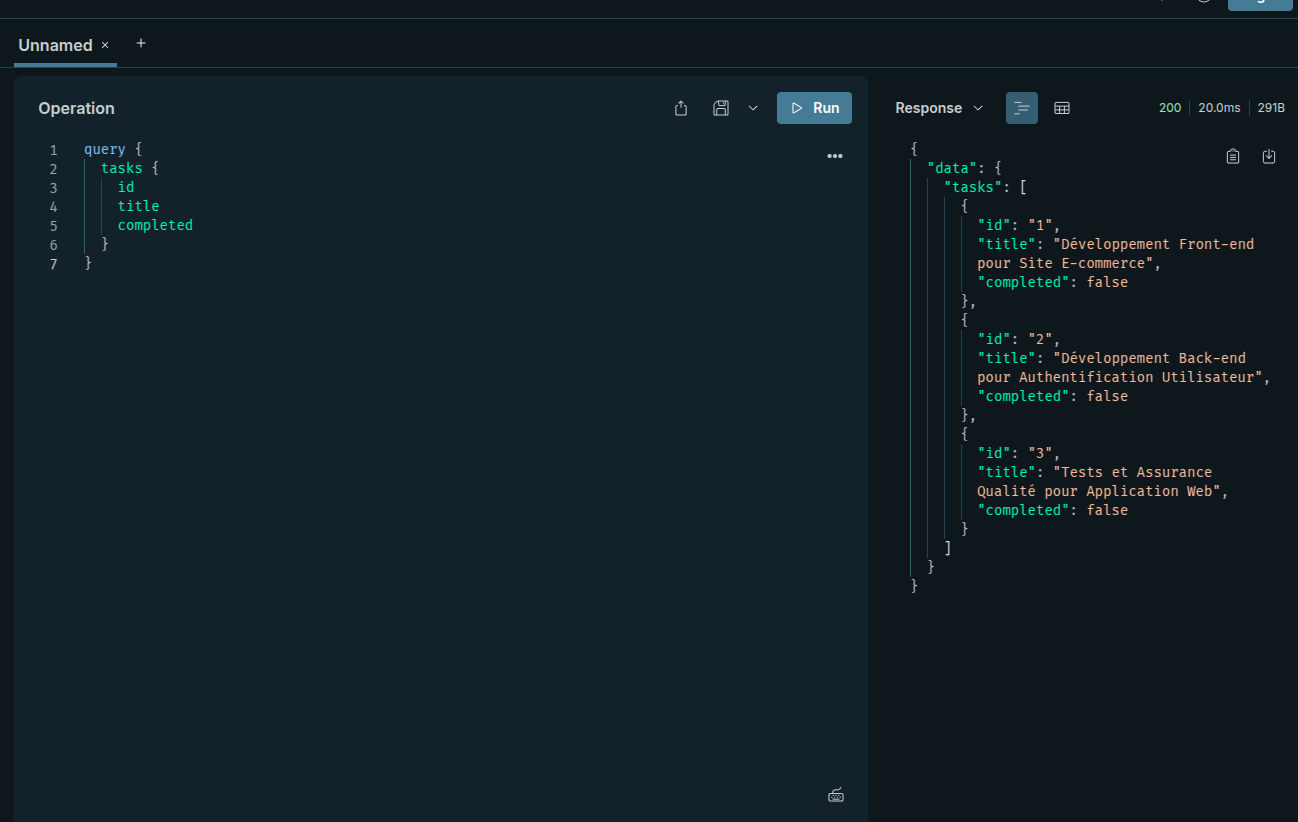 Unnamed × +
Operation
Run
1 query {
2 tasks {
3 id
4 title
5 completed
6 }
7 }
Response
200 20.0ms 291B
{
"data": {
"tasks": [
{
"id": "1",
"title": "Développement Front-end
pour Site E-commerce",
"completed": false
},
{
"id": "2",
"title": "Développement Back-end
pour Authentification Utilisateur",
"completed": false
},
{
"id": "3",
"title": "Tests et Assurance
Qualité pour Application Web",
"completed": false
}
]
}
}